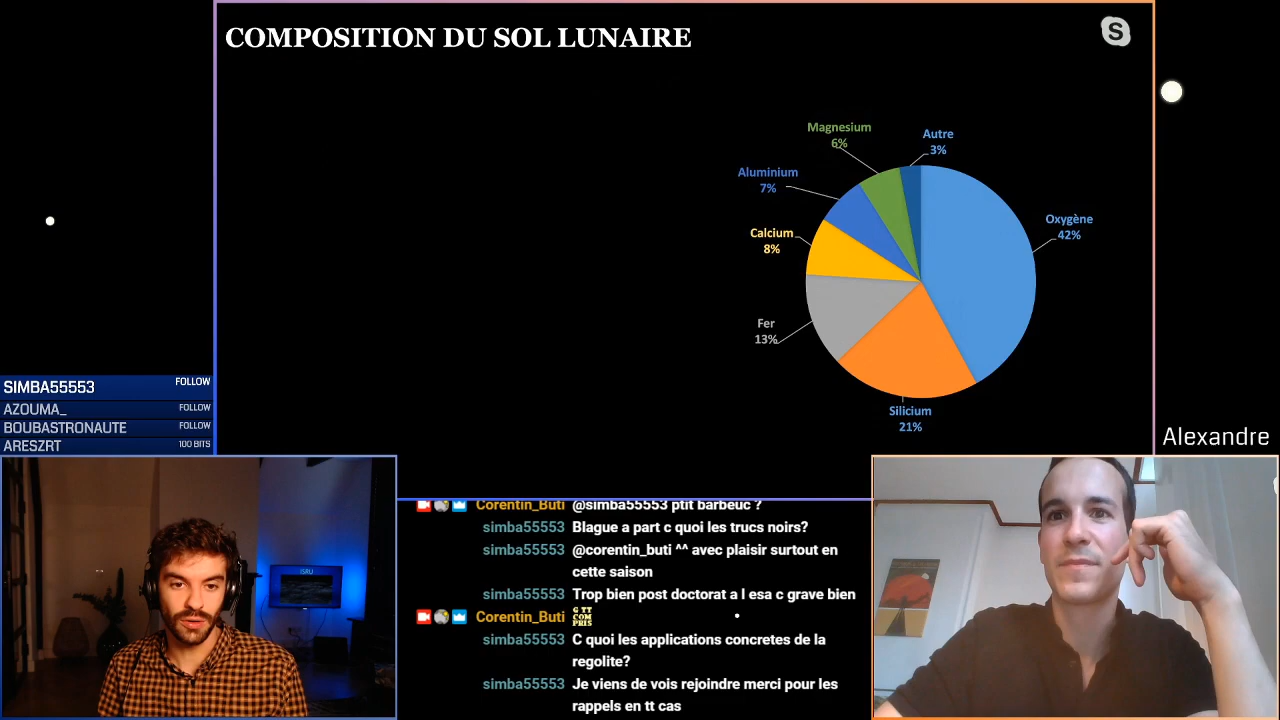 COMPOSITION DU SOL LUNAIRE
S
Magnesium
6%
Autre
3%
Aluminium
7%
Oxygène
42%
Calcium
8%
Fer
13%
Silicium
21%
SIMBA55553 FOLLOW
AZOUMA_ FOLLOW
BOUBASTRONAUTE FOLLOW
ARESZRT 100 BITS
Alexandre
ISRU
Corentin_Buti @simba55553 ptit barbeuc ?
simba55553 Blague a part c quoi les trucs noirs?
simba55553 @corentin_buti ^^ avec plaisir surtout en
cette saison
simba55553 Trop bien post doctorat a l esa c grave bien
Corentin_Buti G TT
COM
PRIS
simba55553 C quoi les applications concretes de la
regolite?
simba55553 Je viens de vois rejoindre merci pour les
rappels en tt cas